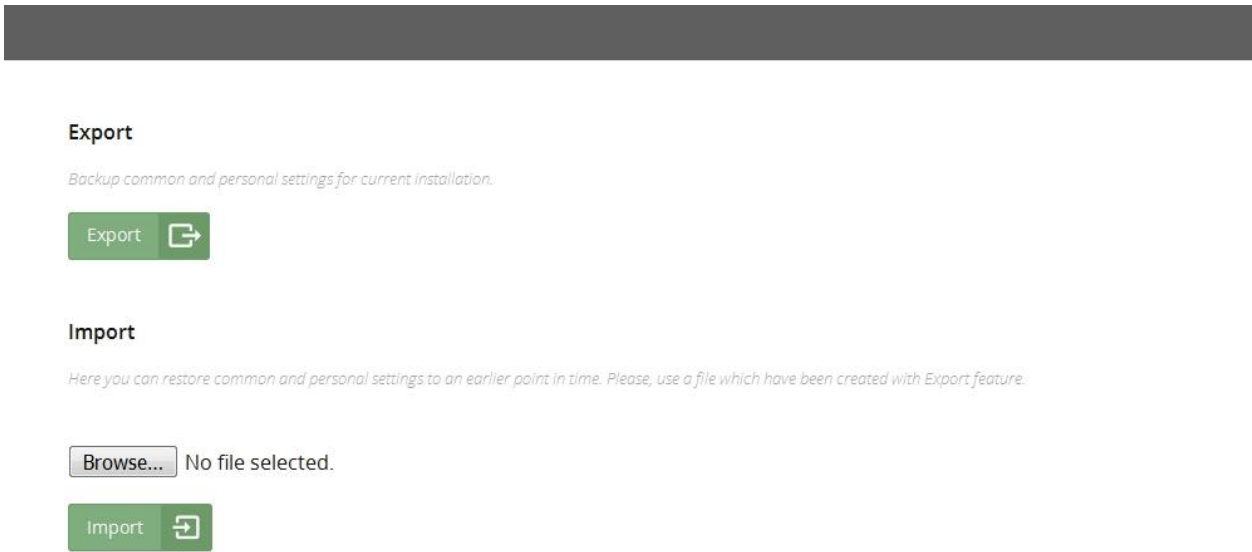 Export
Backup common and personal settings for current installation.
Export
Import
Here you can restore common and personal settings to an earlier point in time. Please, use a file which have been created with Export feature.
Browse... No file selected.
Import